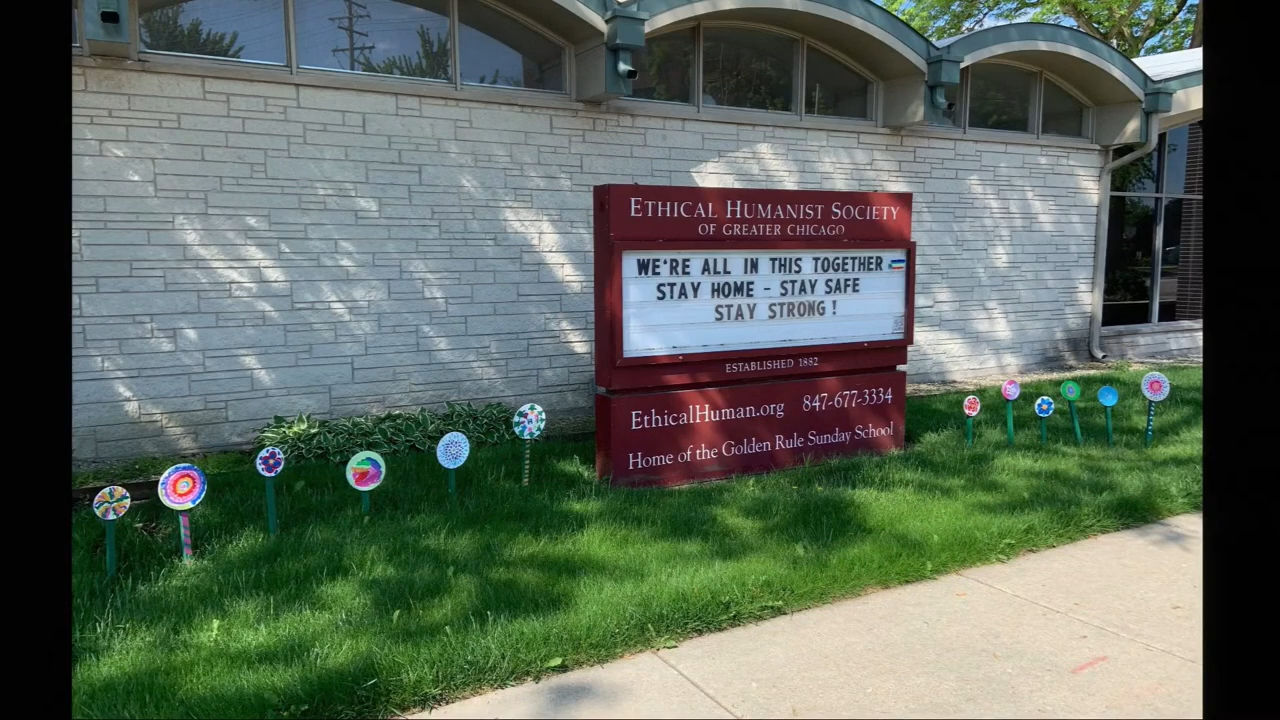 ETHICAL HUMANIST SOCIETY
OF GREATER CHICAGO
WE'RE ALL IN THIS TOGETHER
STAY HOME - STAY SAFE
STAY STRONG!
ESTABLISHED 1882
EthicalHuman.org 847-677-3334
Home of the Golden Rule Sunday School